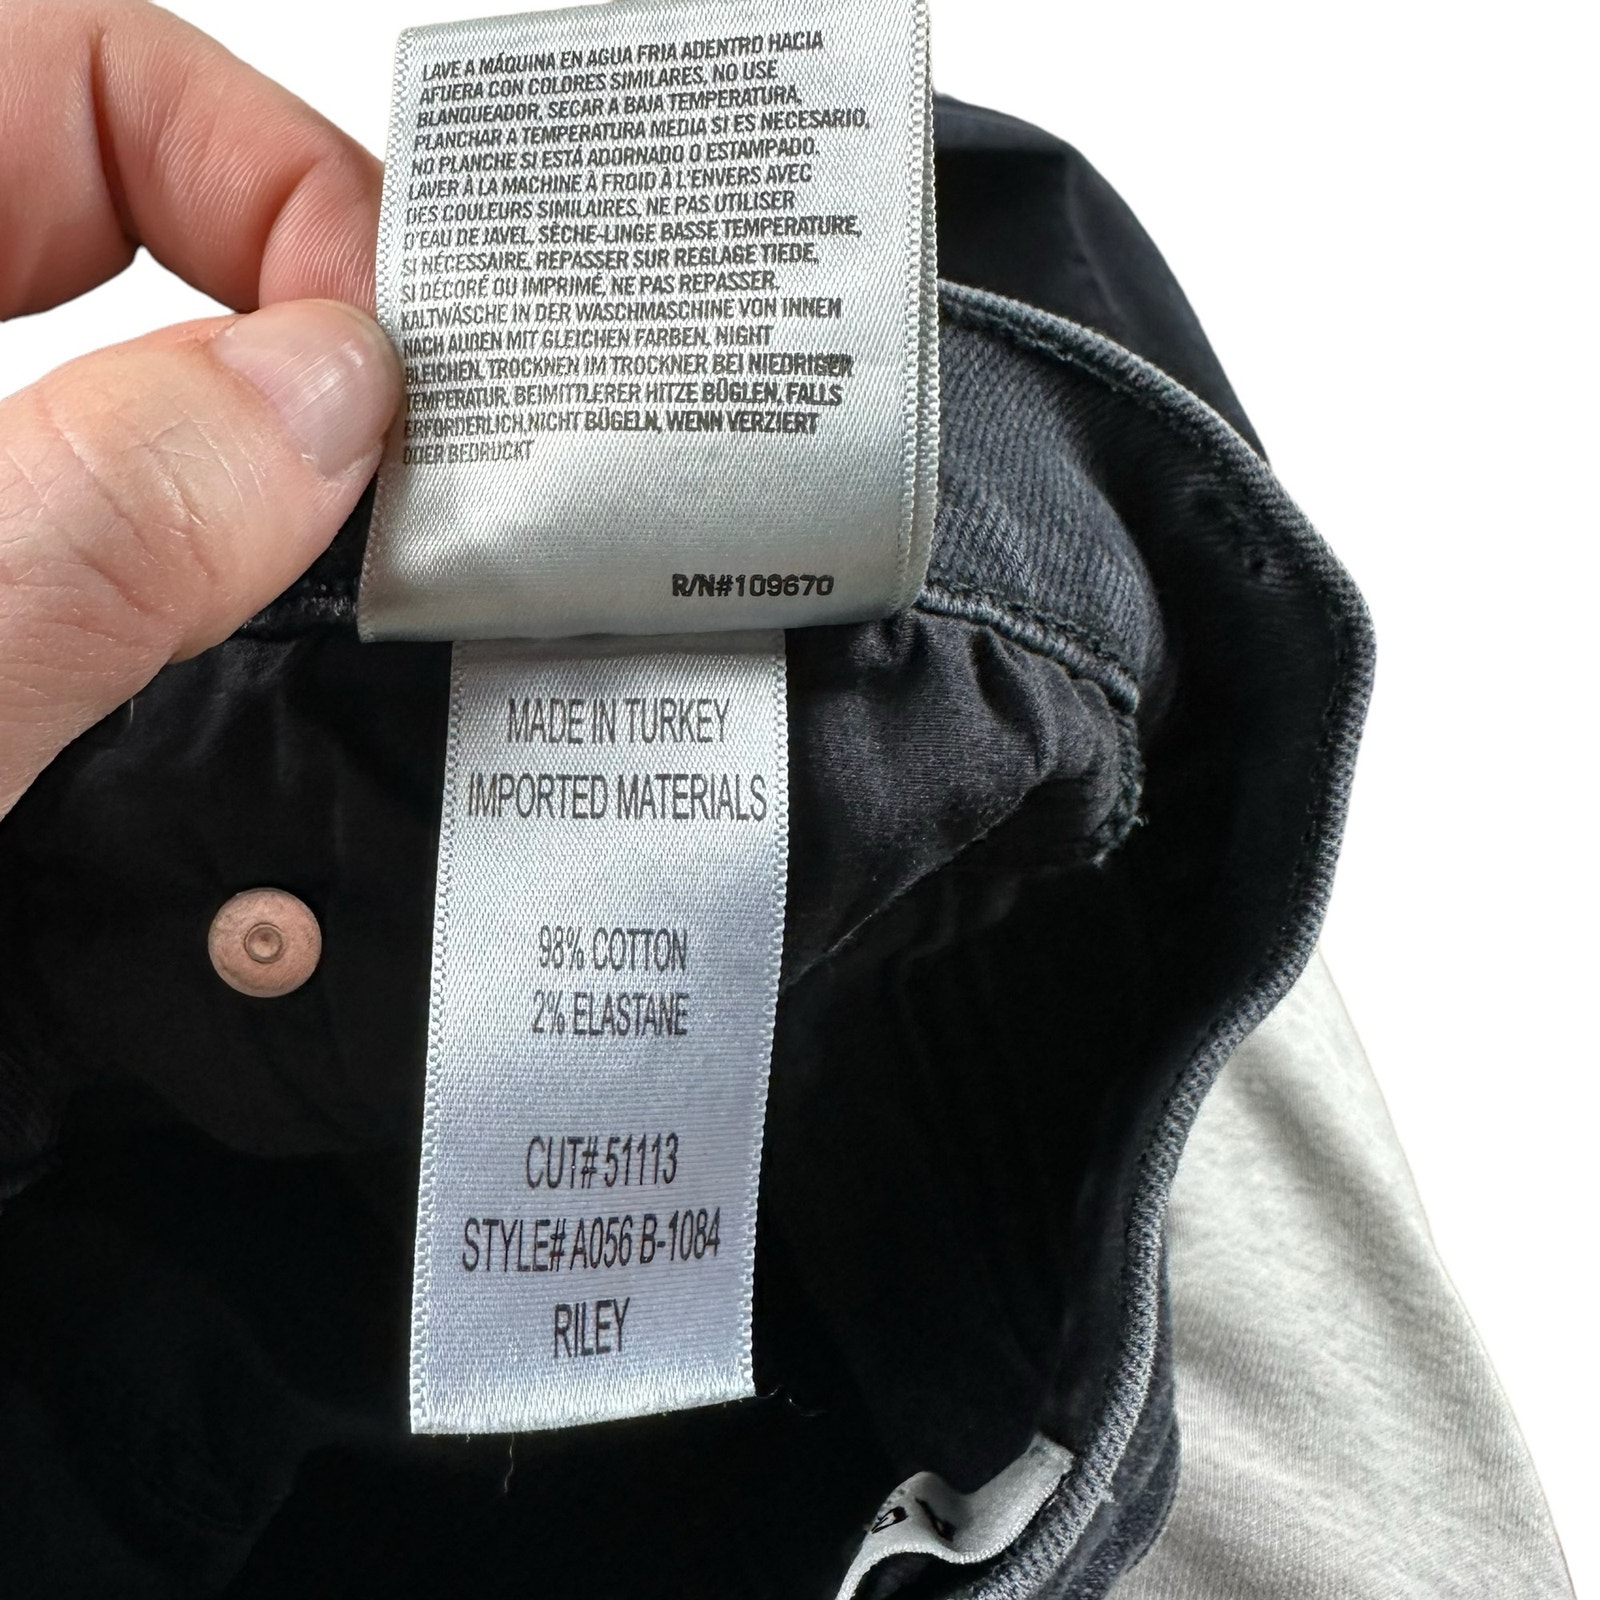 LAVE A MÁQUINA EN AGUA FRIA ADENTRO HACIA
AFUERA CON COLORES SIMILARES, NO USE
BLANQUEADOR, SECAR A BAJA TEMPERATURA,
PLANCHAR A TEMPERATURA MEDIA SI ES NECESARIO,
NO PLANCHE SI ESTÁ ADORNADO O ESTAMPADO.
LAVER À LA MACHINE À FROID À L'ENVERS AVEC
DES COULEURS SIMILAIRES, NE PAS UTILISER
D'EAU DE JAVEL, SÈCHE-LINGE BASSE TEMPERATURE,
SI NÉCESSAIRE, REPASSER SUR REGLAGE TIEDE,
SI DÉCORÉ OU IMPRIMÉ, NE PAS REPASSER.
KALTWÄSCHE IN DER WASCHMASCHINE VON INNEN
NACH AUßEN MIT GLEICHEN FARBEN, NIGHT
BLEICHEN, TROCKNEN IM TROCKNER BEI NIEDRIGER
TEMPERATUR, BEIMITTLERER HITZE BÜGLEN, FALLS
ERFORDERLICH, NICHT BÜGELN, WENN VERZIERT
ODER BEDRUCKT
R/N#109670
MADE IN TURKEY
IMPORTED MATERIALS
98% COTTON
2% ELASTANE
CUT# 51113
STYLE# A056 B-1084
RILEY